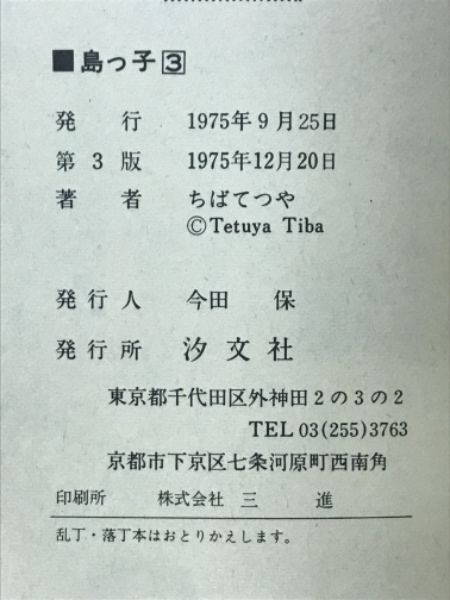 ■島っ子3
発行 1975年9月25日
第3版 1975年12月20日
著者 ちばてつや
©Tetuya Tiba
発行人 今田 保
発行所 汐文社
東京都千代田区外神田2の3の2
TEL 03(255)3763
京都市下京区七条河原町西南角
印刷所 株式会社 三進
乱丁・落丁本はおとりかえします。